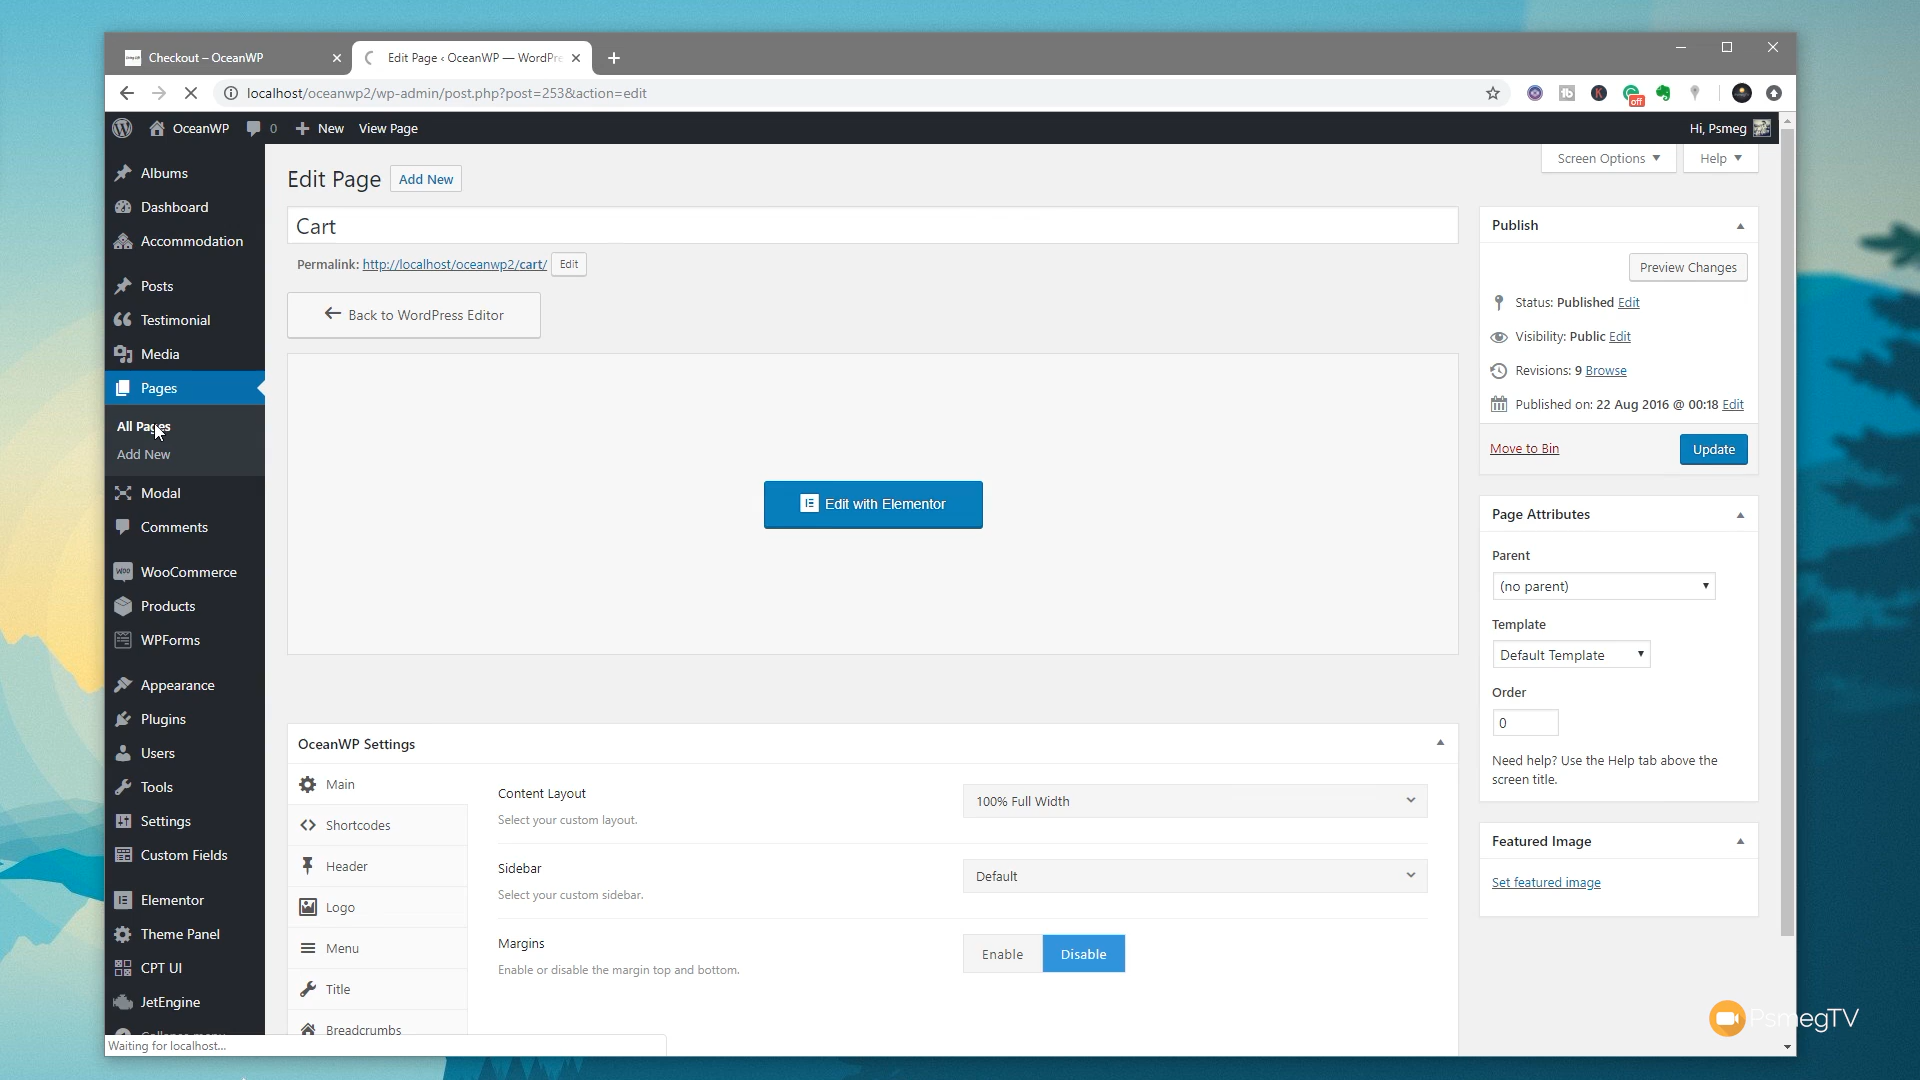 Checkout – OceanWP
Edit Page ‹ OceanWP — WordPre
localhost/oceanwp2/wp-admin/post.php?post=253&action=edit
off
OceanWP
0
New
View Page
Hi, Psmeg
Screen Options
Help
Albums
Dashboard
Accommodation
Posts
Testimonial
Media
Pages
All Pages
Add New
Modal
Comments
WooCommerce
Products
WPForms
Appearance
Plugins
Users
Tools
Settings
Custom Fields
Elementor
Theme Panel
CPT UI
JetEngine
Collapse menu
Waiting for localhost...
Edit Page
Add New
Cart
Permalink: http://localhost/oceanwp2/cart/ Edit
Back to WordPress Editor
Edit with Elementor
OceanWP Settings
Main
Shortcodes
Header
Logo
Menu
Title
Breadcrumbs
Content Layout
Select your custom layout.
100% Full Width
Sidebar
Select your custom sidebar.
Default
Margins
Enable or disable the margin top and bottom.
Enable
Disable
Publish
Preview Changes
Status: Published Edit
Visibility: Public Edit
Revisions: 9 Browse
Published on: 22 Aug 2016 @ 00:18 Edit
Move to Bin
Update
Page Attributes
Parent
(no parent)
Template
Default Template
Order
0
Need help? Use the Help tab above the
screen title.
Featured Image
Set featured image
PsmegTV